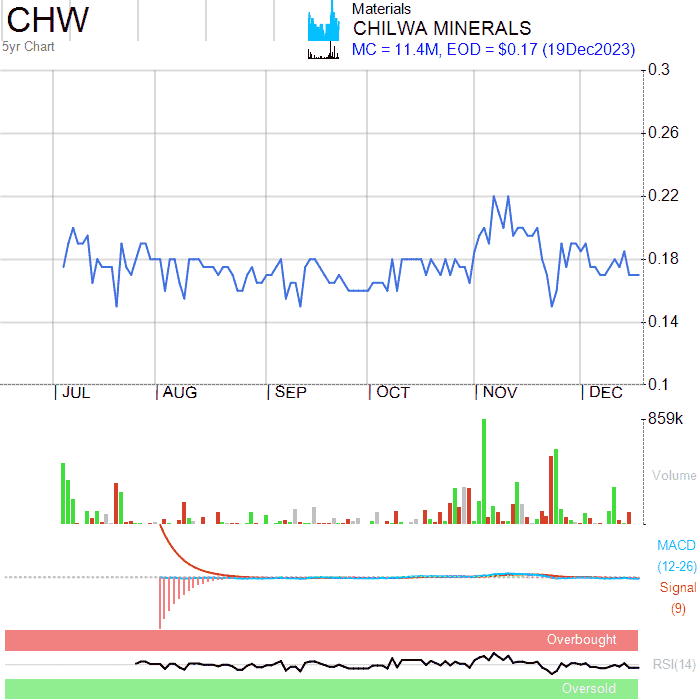 CHW
5yr Chart
Materials
CHILWA MINERALS
MC = 11.4M, EOD = $0.17 (19Dec2023)
0.3
0.26
0.22
0.18
0.14
0.1
JUL AUG SEP OCT NOV DEC
859k
Volume
MACD
(12-26)
Signal
(9)
Overbought
RSI(14)
Oversold